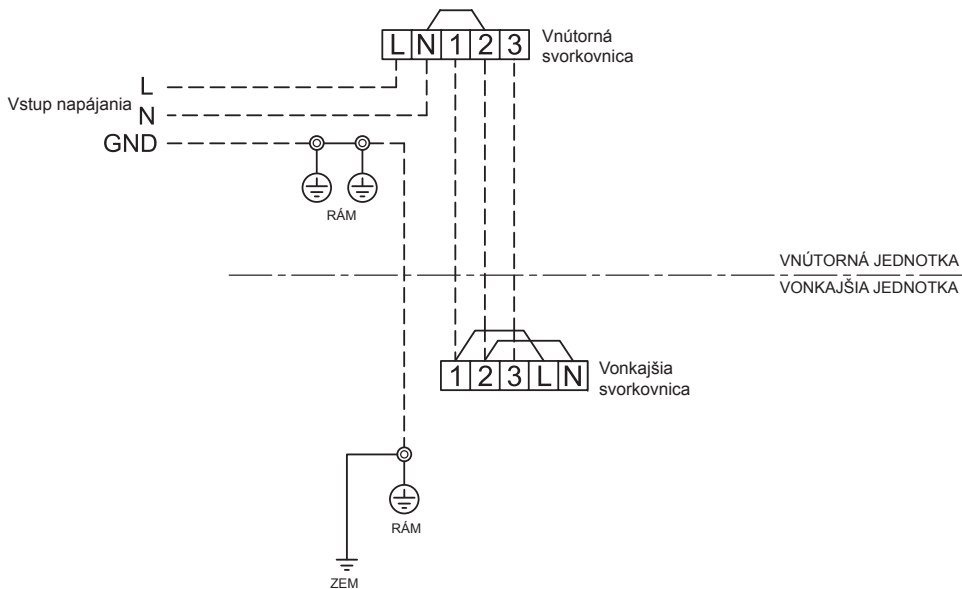 L N 1 2 3
Vnútorná
svorkovnica
L
Vstup napájania
N
GND
RÁM
VNÚTORNÁ JEDNOTKA
VONKAJŠIA JEDNOTKA
1 2 3 L N
Vonkajšia
svorkovnica
RÁM
ZEM